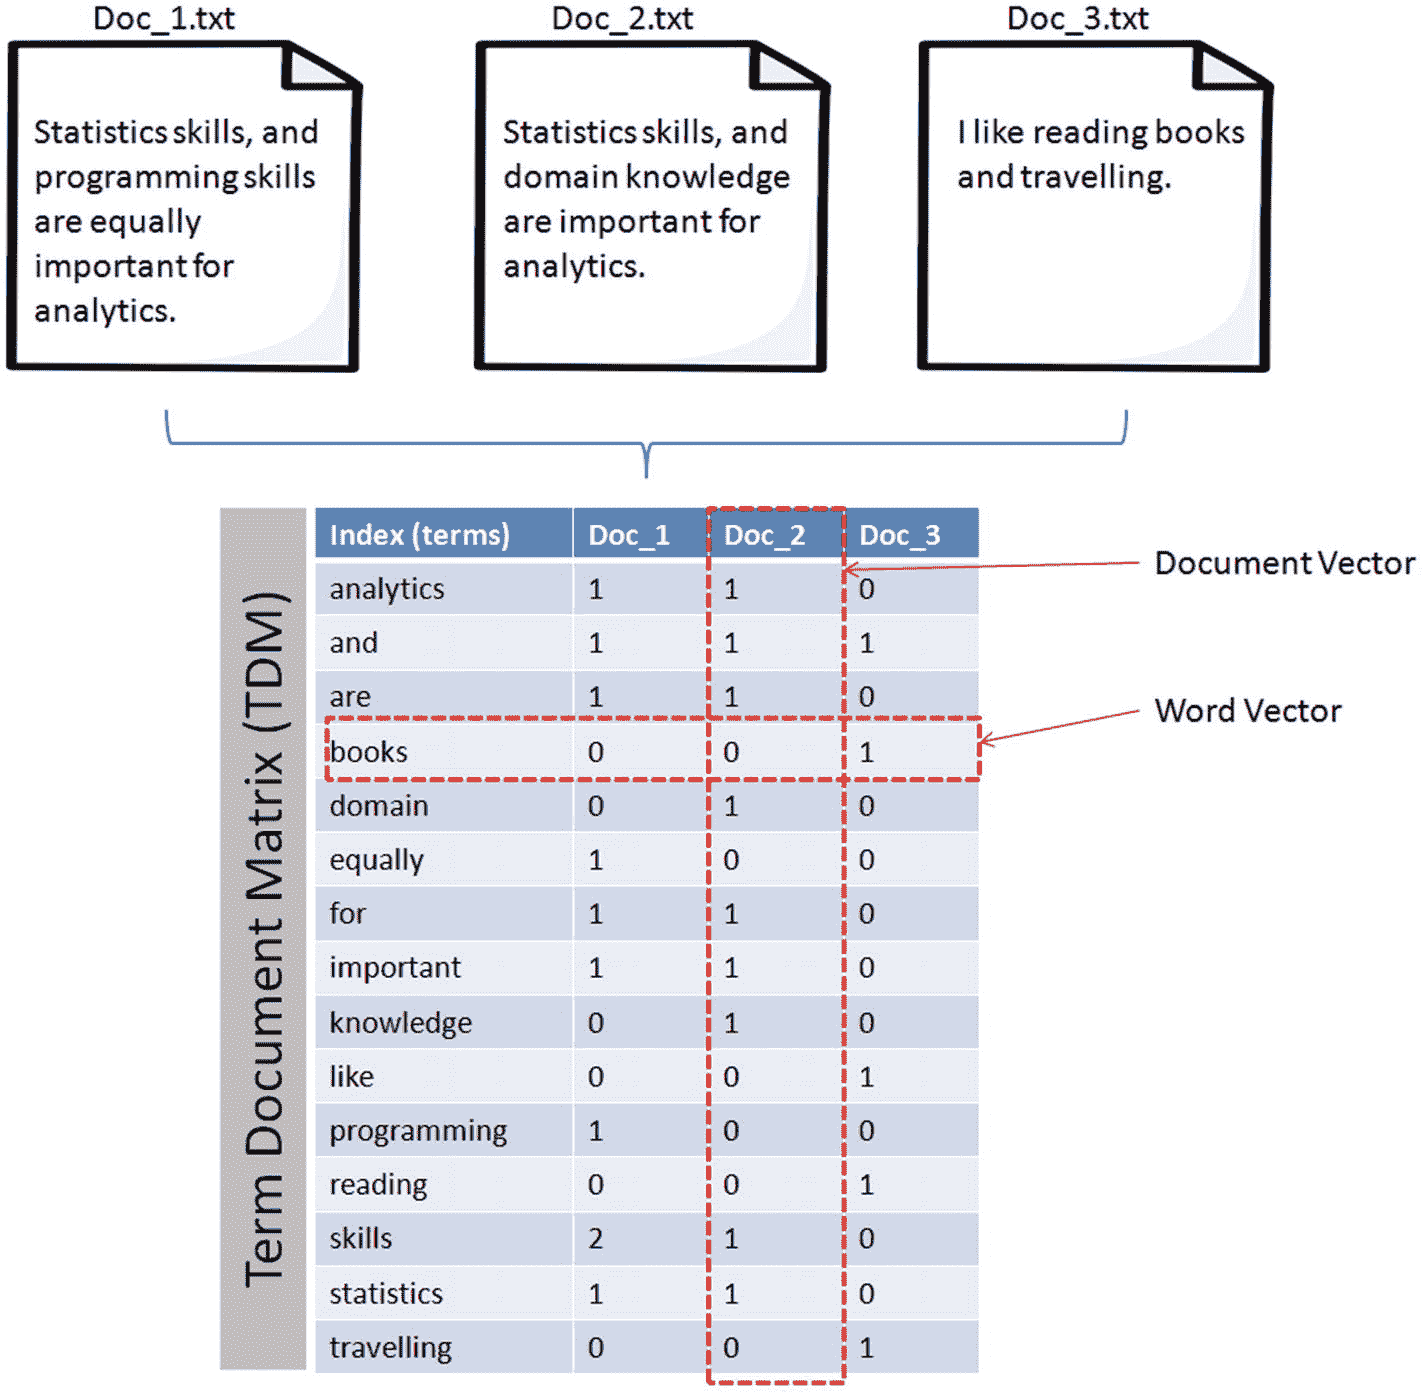 Doc_1.txt
Doc_2.txt
Doc_3.txt
Statistics skills, and
programming skills
are equally
important for
analytics.
Statistics skills, and
domain knowledge
are important for
analytics.
I like reading books
and travelling.
Term Document Matrix (TDM)
Index (terms) Doc_1 Doc_2 Doc_3
analytics 1 1 0
and 1 1 1
are 1 1 0
books 0 0 1
domain 0 1 0
equally 1 0 0
for 1 1 0
important 1 1 0
knowledge 0 1 0
like 0 0 1
programming 1 0 0
reading 0 0 1
skills 2 1 0
statistics 1 1 0
travelling 0 0 1
Document Vector
Word Vector